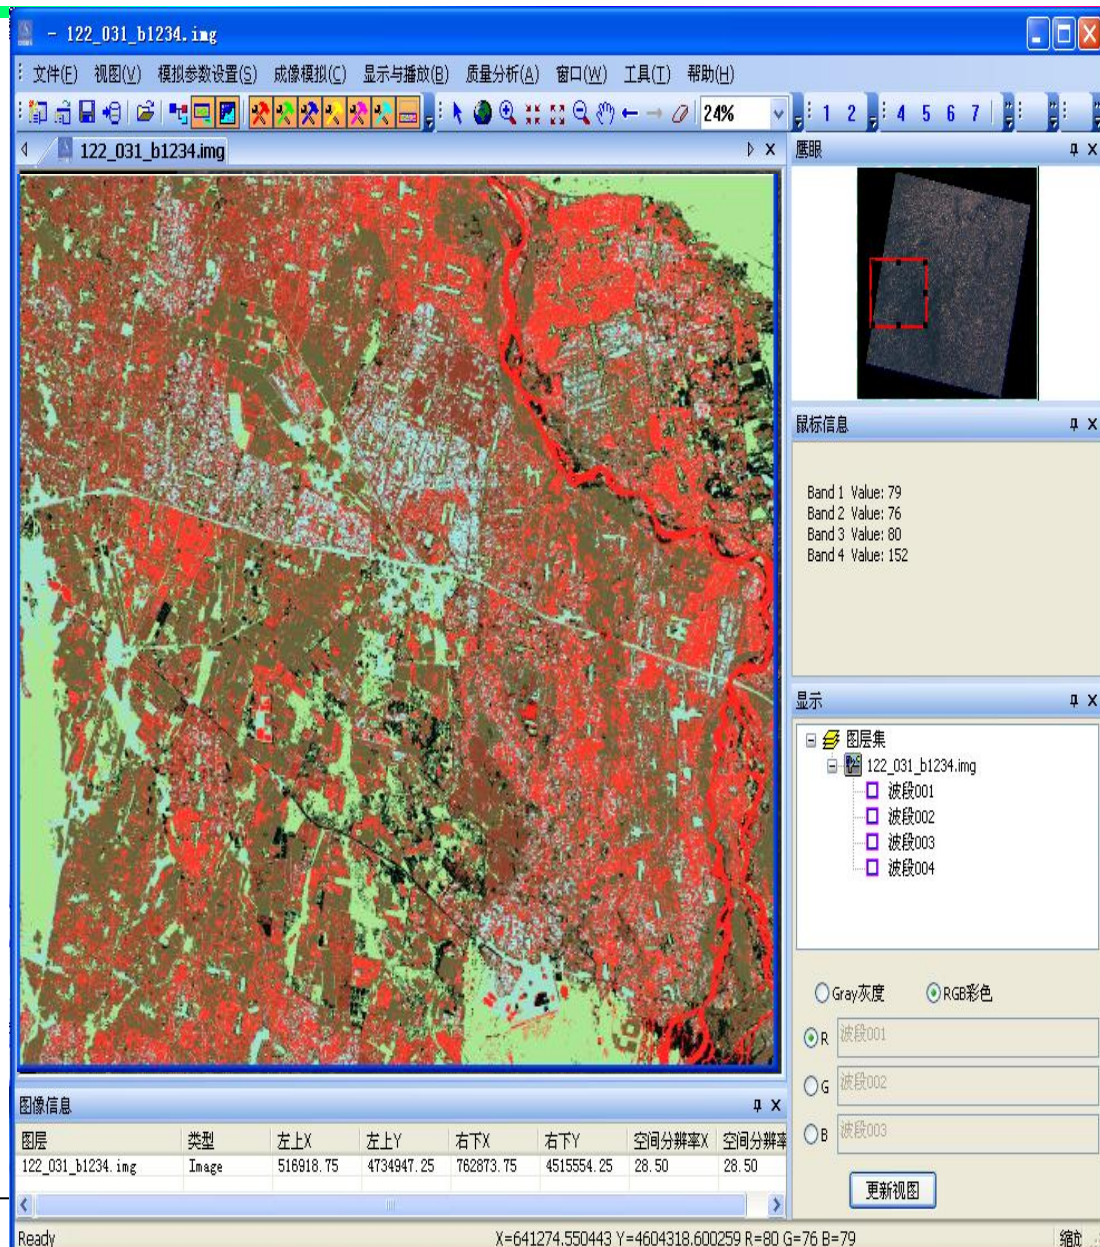 - 122_031_b1234.img
文件(F) 视图(V) 模拟参数设置(S) 成像模拟(C) 显示与播放(B) 质量分析(A) 窗口(W) 工具(T) 帮助(H)
24% 1 2 4 5 6 7
122_031_b1234.img
鹰眼
鼠标信息
Band 1 Value: 79
Band 2 Value: 76
Band 3 Value: 80
Band 4 Value: 152
显示
图层集
122_031_b1234.img
波段001
波段002
波段003
波段004
Gray灰度 RGB彩色
R 波段001
G 波段002
B 波段003
更新视图
图像信息
图层 类型 左上X 左上Y 右下X 右下Y 空间分辨率X 空间分辨率
122_031_b1234.img Image 516918.75 4734947.25 762873.75 4515554.25 28.50 28.50
Ready X=641274.550443 Y=4604318.600259 R=80 G=76 B=79